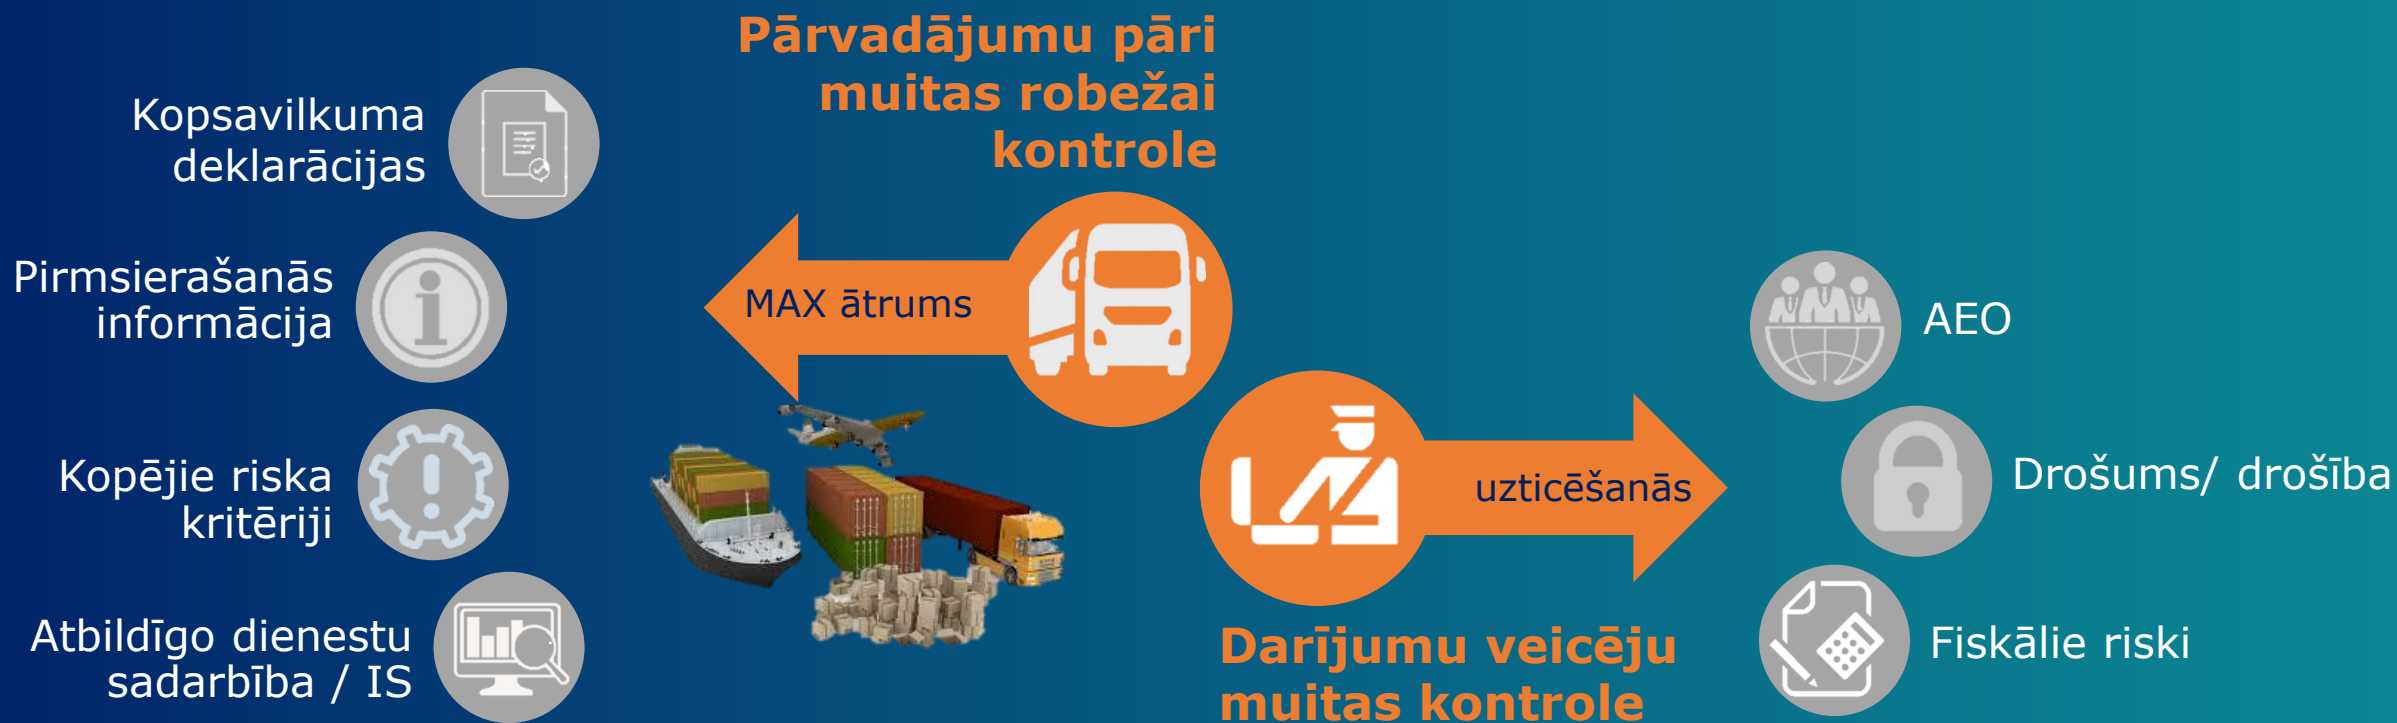 Pārvadājumu pāri
muitas robežai
kontrole
Kopsavilkuma
deklarācijas
Pirmsierašanās
informācija
Kopējie riska
kritēriji
Atbildīgo dienestu
sadarbība / IS
MAX ātrums
uzticēšanās
Darījumu veicēju
muitas kontrole
AEO
Drošums/ drošība
Fiskālie riski